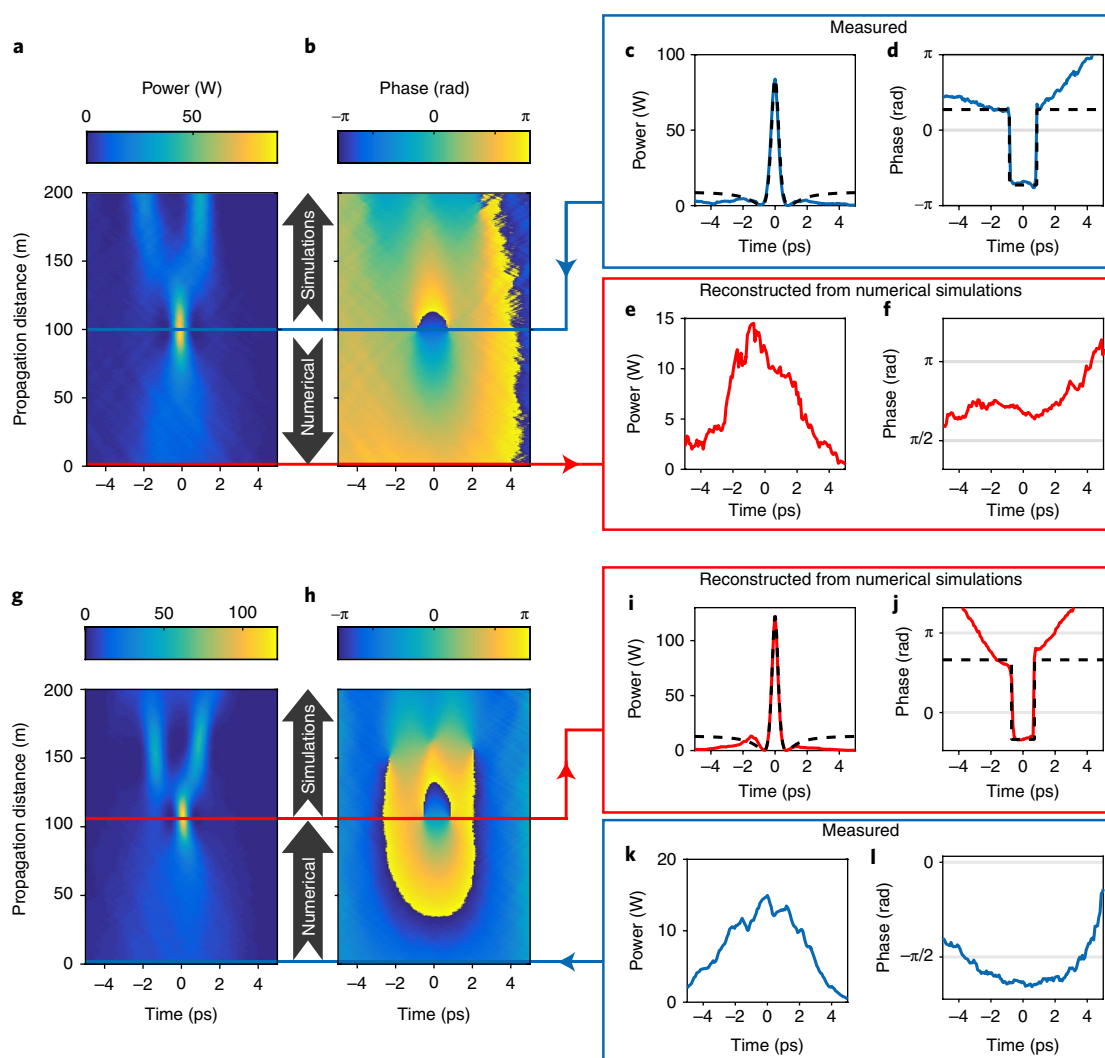 a
b
Power (W)
0 50
Phase (rad)
−π 0 π
Propagation distance (m)
200
150
100
50
0
−4 −2 0 2 4
Simulations
Numerical
−4 −2 0 2 4
Measured
c
Power (W)
100
50
0
−4 −2 0 2 4
Time (ps)
d
Phase (rad)
π
0
−π
−4 −2 0 2 4
Time (ps)
Reconstructed from numerical simulations
e
Power (W)
15
10
5
0
−4 −2 0 2 4
Time (ps)
f
Phase (rad)
π
π/2
−4 −2 0 2 4
Time (ps)
g
h
0 50 100
−π 0 π
Propagation distance (m)
200
150
100
50
0
−4 −2 0 2 4
Time (ps)
Simulations
Numerical
−4 −2 0 2 4
Time (ps)
Reconstructed from numerical simulations
i
Power (W)
100
50
0
−4 −2 0 2 4
Time (ps)
j
Phase (rad)
π
0
−4 −2 0 2 4
Time (ps)
Measured
k
Power (W)
20
10
0
−4 −2 0 2 4
Time (ps)
l
Phase (rad)
0
−π/2
−4 −2 0 2 4
Time (ps)